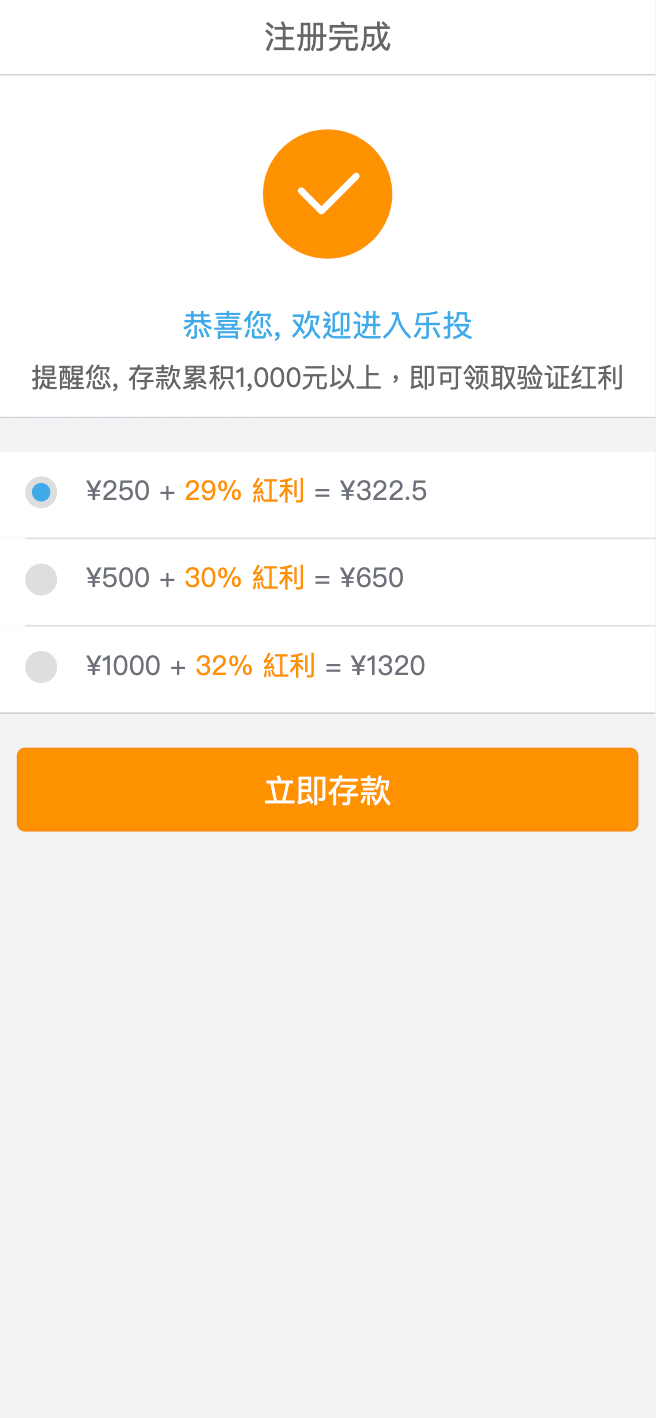 注册完成
恭喜您, 欢迎进入乐投
提醒您, 存款累积1,000元以上，即可领取验证红利
¥250 + 29% 紅利 = ¥322.5
¥500 + 30% 紅利 = ¥650
¥1000 + 32% 紅利 = ¥1320
立即存款